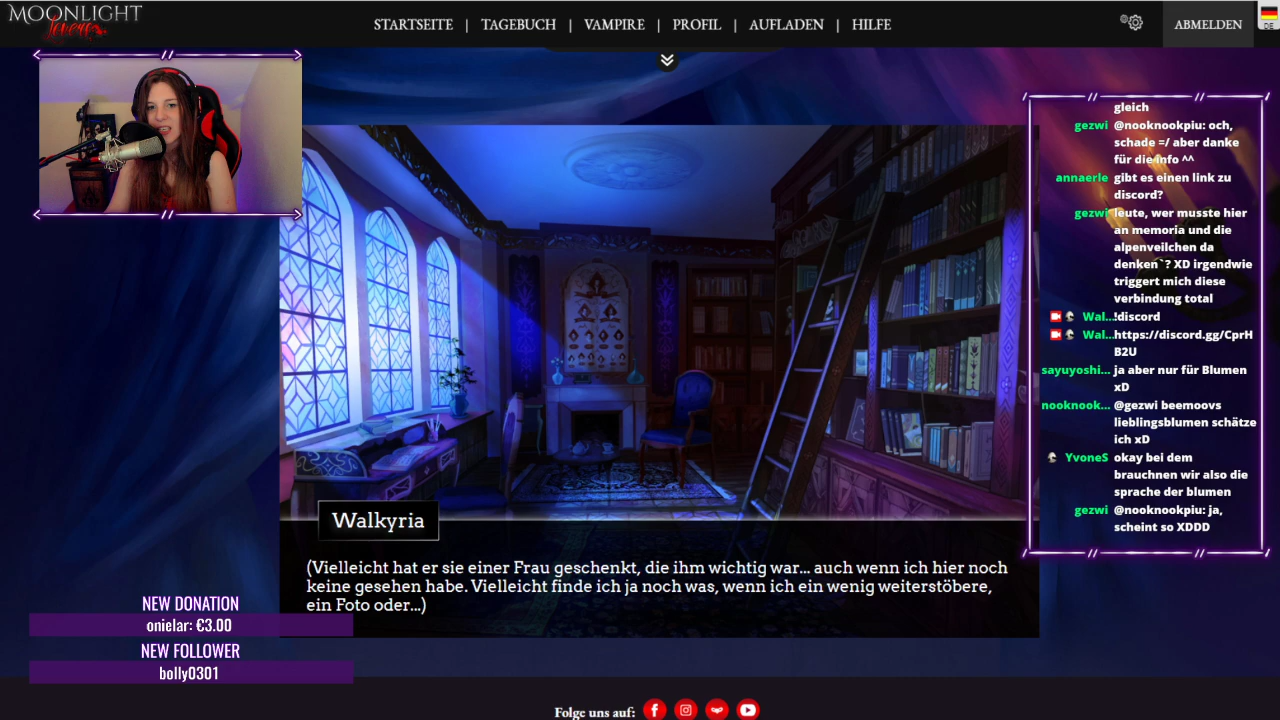 MOONLIGHT
Lovers
STARTSEITE | TAGEBUCH | VAMPIRE | PROFIL | AUFLADEN | HILFE
ABMELDEN
DE
gleich
gezwi @nooknookpiu: och,
schade =/ aber danke
für die info ^^
annaerle gibt es einen link zu
discord?
gezwi leute, wer musste hier
an memoria und die
alpenveilchen da
denken`? XD irgendwie
triggert mich diese
verbindung total
Wal... !discord
Wal... https://discord.gg/CprH
B2U
sayuyoshi... ja aber nur für Blumen
xD
nooknook... @gezwi beemoovs
lieblingsblumen schätze
ich xD
YvoneS okay bei dem
brauchnen wir also die
sprache der blumen
gezwi @nooknookpiu: ja,
scheint so XDDD
Walkyria
(Vielleicht hat er sie einer Frau geschenkt, die ihm wichtig war... auch wenn ich hier noch
keine gesehen habe. Vielleicht finde ich ja noch was, wenn ich ein wenig weiterstöbere,
ein Foto oder...)
NEW DONATION
onielar: €3.00
NEW FOLLOWER
bolly0301
Folge uns auf: